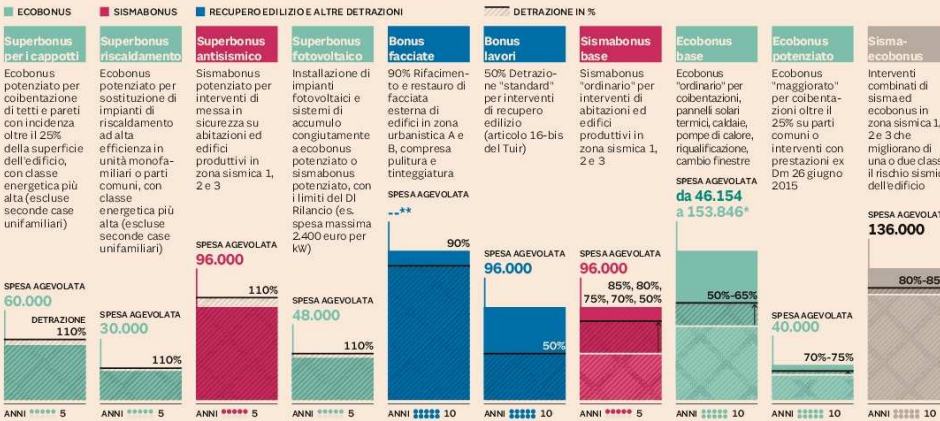 ECOBONUS
SISMABONUS
RECUPERO EDILIZIO E ALTRE DETRAZIONI
DETRAZIONE IN %
Superbonus
per i cappotti
Ecobonus
potenziato per
coibentazione
di tetti e pareti
con incidenza
oltre il 25%
della superficie
dell'edificio,
con classe
energetica più
alta (escluse
seconde case
unifamiliari)
SPESA AGEVOLATA
60.000
DETRAZIONE
110%
ANNI 5
Superbonus
riscaldamento
Ecobonus
potenziato per
sostituzione di
impianti di
riscaldamento
ad alta
efficienza in
unità monofa-
miliari o parti
comuni, con
classe
energetica più
alta (escluse
seconde case
unifamiliari)
SPESA AGEVOLATA
30.000
110%
ANNI 5
Superbonus
antisismico
Sismabonus
potenziato per
interventi di
messa in
sicurezza su
abitazioni ed
edifici
produttivi in
zona sismica 1,
2 e 3
SPESA AGEVOLATA
96.000
110%
ANNI 5
Superbonus
fotovoltaico
Installazione di
impianti
fotovoltaici e
sistemi di
accumulo
congiutamente
a ecobonus
potenziato o
sismabonus
potenziato, con
i limiti del Dl
Rilancio (es.
spesa massima
2.400 euro per
kW)
SPESA AGEVOLATA
48.000
110%
ANNI 5
Bonus
facciate
90% Rifacimen-
to e restauro di
facciata
esterna di
edifici in zona
urbanistica A e
B, compresa
pulitura e
tinteggiatura
SPESA AGEVOLATA
--**
90%
ANNI 10
Bonus
lavori
50% Detrazio-
ne "standard"
per interventi
di recupero
edilizio
(articolo 16-bis
del Tuir)
SPESA AGEVOLATA
96.000
50%
ANNI 10
Sismabonus
base
Sismabonus
"ordinario" per
interventi di
abitazioni ed
edifici
produttivi in
zona sismica 1,
2 e 3
SPESA AGEVOLATA
96.000
85%, 80%,
75%, 70%, 50%
ANNI 5
Ecobonus
base
Ecobonus
"ordinario" per
coibentazioni,
pannelli solari
termici, caldaie,
pompe di calore,
riqualificazione,
cambio finestre
SPESA AGEVOLATA
da 46.154
a 153.846*
50%-65%
ANNI 10
Ecobonus
potenziato
Ecobonus
"maggiorato"
per coibenta-
zioni oltre il
25% su parti
comuni o
interventi con
prestazioni ex
Dm 26 giugno
2015
SPESA AGEVOLATA
40.000
70%-75%
ANNI 10
Sisma-
ecobonus
Interventi
combinati di
sisma ed
ecobonus in
zona sismica 1,
2 e 3 che
migliorano di
una o due class
il rischio sismic
dell'edificio
SPESA AGEVOLATA
136.000
80%-85
ANNI 10